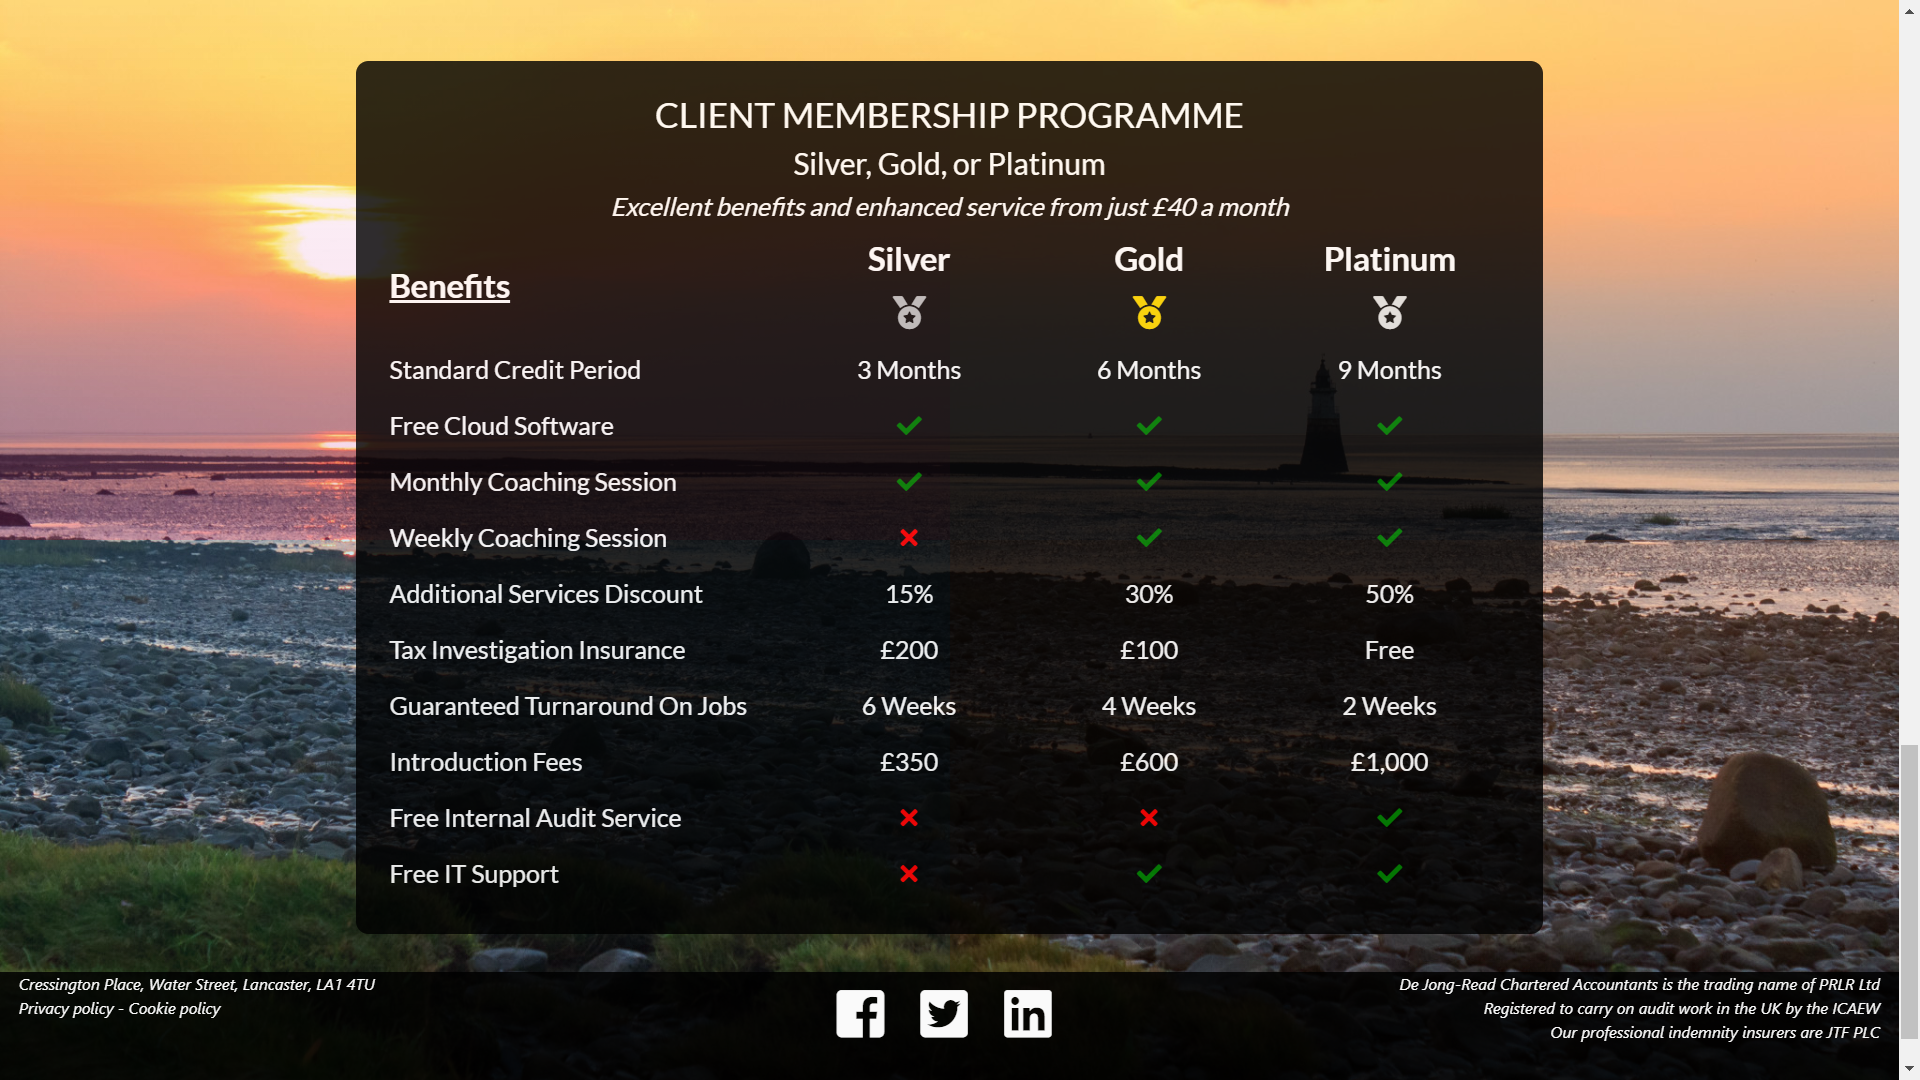 CLIENT MEMBERSHIP PROGRAMME
Silver, Gold, or Platinum
Excellent benefits and enhanced service from just £40 a month
Benefits Silver Gold Platinum
Standard Credit Period 3 Months 6 Months 9 Months
Free Cloud Software
Monthly Coaching Session
Weekly Coaching Session
Additional Services Discount 15% 30% 50%
Tax Investigation Insurance £200 £100 Free
Guaranteed Turnaround On Jobs 6 Weeks 4 Weeks 2 Weeks
Introduction Fees £350 £600 £1,000
Free Internal Audit Service
Free IT Support
Cressington Place, Water Street, Lancaster, LA1 4TU
Privacy policy - Cookie policy
De Jong-Read Chartered Accountants is the trading name of PRLR Ltd
Registered to carry on audit work in the UK by the ICAEW
Our professional indemnity insurers are JTF PLC